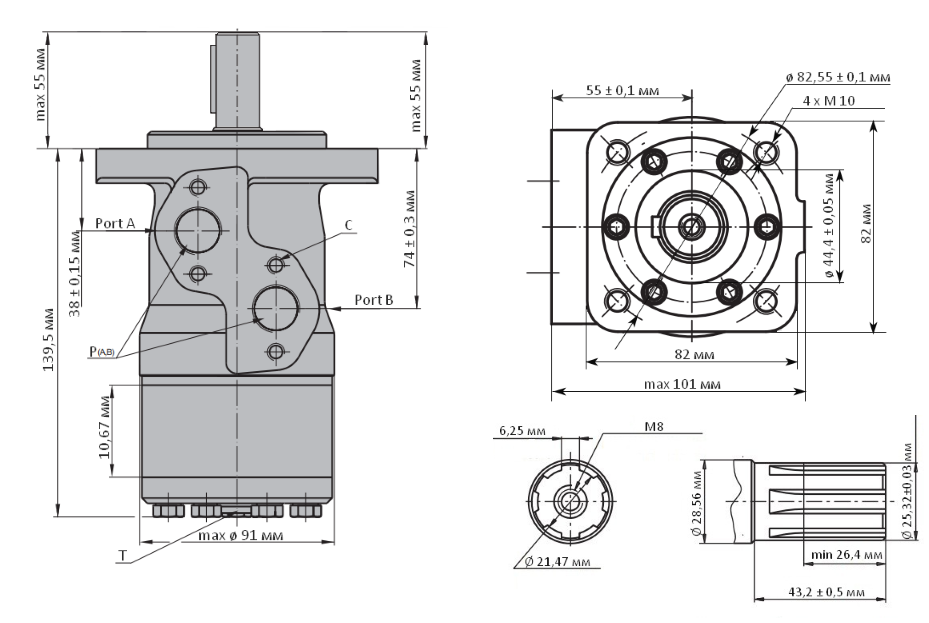 max 55 мм
max 55 мм
Port A
C
38 ± 0,15 мм
74 ± 0,3 мм
Port B
P(A,B)
139,5 мм
10,67 мм
max ø 91 мм
T
55 ± 0,1 мм
ø 82,55 ± 0,1 мм
4 x M 10
ø 44,4 ± 0,05 мм
82 мм
82 мм
max 101 мм
6,25 мм
M8
Ø 21,47 мм
Ø 28,56 мм
Ø 25,32±0,03 мм
min 26,4 мм
43,2 ± 0,5 мм